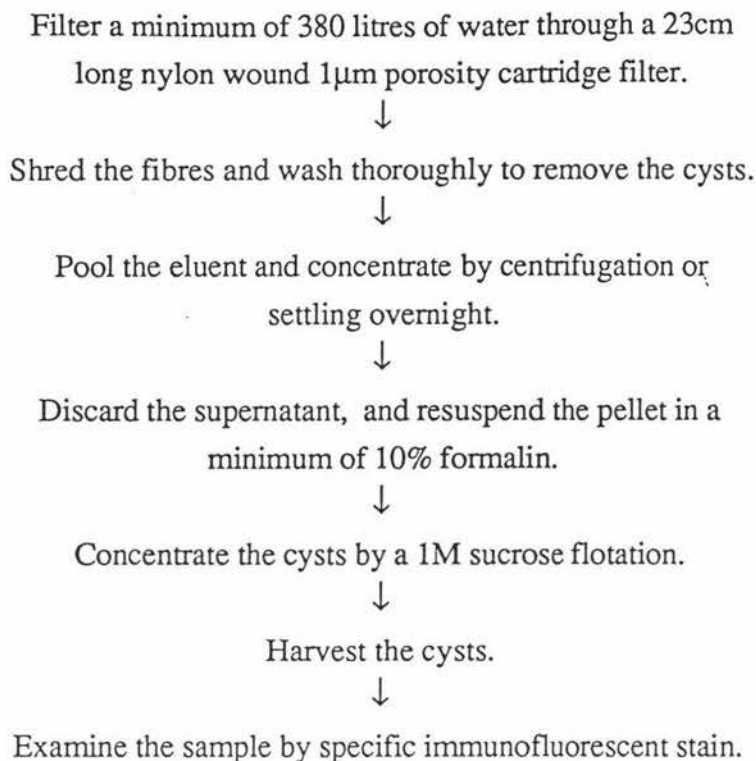 Filter a minimum of 380 litres of water through a 23cm
long nylon wound 1µm porosity cartridge filter.
↓
Shred the fibres and wash thoroughly to remove the cysts.
↓
Pool the eluent and concentrate by centrifugation or
settling overnight.
↓
Discard the supernatant, and resuspend the pellet in a
minimum of 10% formalin.
↓
Concentrate the cysts by a 1M sucrose flotation.
↓
Harvest the cysts.
↓
Examine the sample by specific immunofluorescent stain.